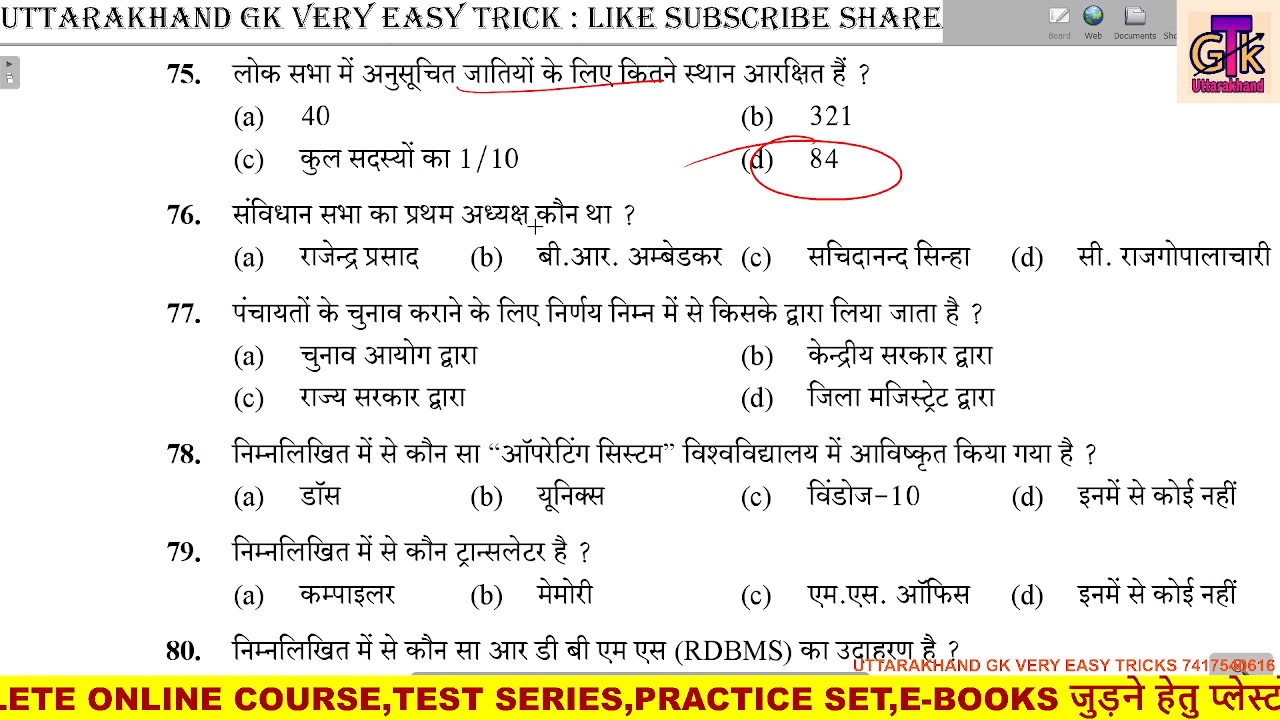 UTTARAKHAND GK VERY EASY TRICK : LIKE SUBSCRIBE SHARE
Board Web Documents
GTK
Uttarakhand
75. लोक सभा में अनुसूचित जातियों के लिए कितने स्थान आरक्षित हैं ?
(a) 40 (b) 321
(c) कुल सदस्यों का 1/10 (d) 84
76. संविधान सभा का प्रथम अध्यक्ष कौन था ?
(a) राजेन्द्र प्रसाद (b) बी.आर. अम्बेडकर (c) सचिदानन्द सिन्हा (d) सी. राजगोपालाचारी
77. पंचायतों के चुनाव कराने के लिए निर्णय निम्न में से किसके द्वारा लिया जाता है ?
(a) चुनाव आयोग द्वारा (b) केन्द्रीय सरकार द्वारा
(c) राज्य सरकार द्वारा (d) जिला मजिस्ट्रेट द्वारा
78. निम्नलिखित में से कौन सा “ऑपरेटिंग सिस्टम” विश्वविद्यालय में आविष्कृत किया गया है ?
(a) डॉस (b) यूनिक्स (c) विंडोज-10 (d) इनमें से कोई नहीं
79. निम्नलिखित में से कौन ट्रान्सलेटर है ?
(a) कम्पाइलर (b) मेमोरी (c) एम.एस. ऑफिस (d) इनमें से कोई नहीं
80. निम्नलिखित में से कौन सा आर डी बी एम एस (RDBMS) का उदाहरण है ?
UTTARAKHAND GK VERY EASY TRICKS 7417540616
LETE ONLINE COURSE,TEST SERIES,PRACTICE SET,E-BOOKS जुड़ने हेतु